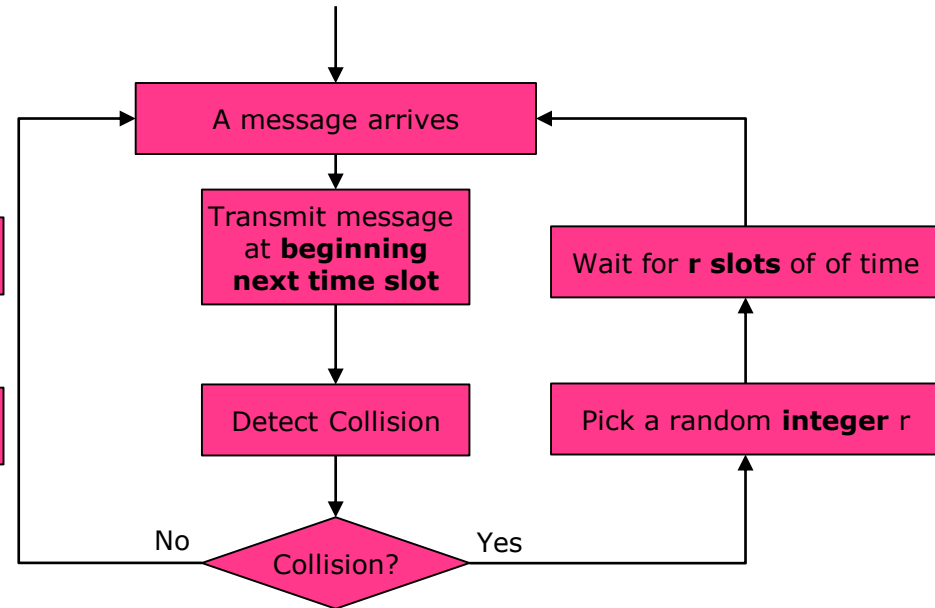 A message arrives
Transmit message
at beginning
next time slot
Wait for r slots of of time
Detect Collision
Pick a random integer r
No
Yes
Collision?